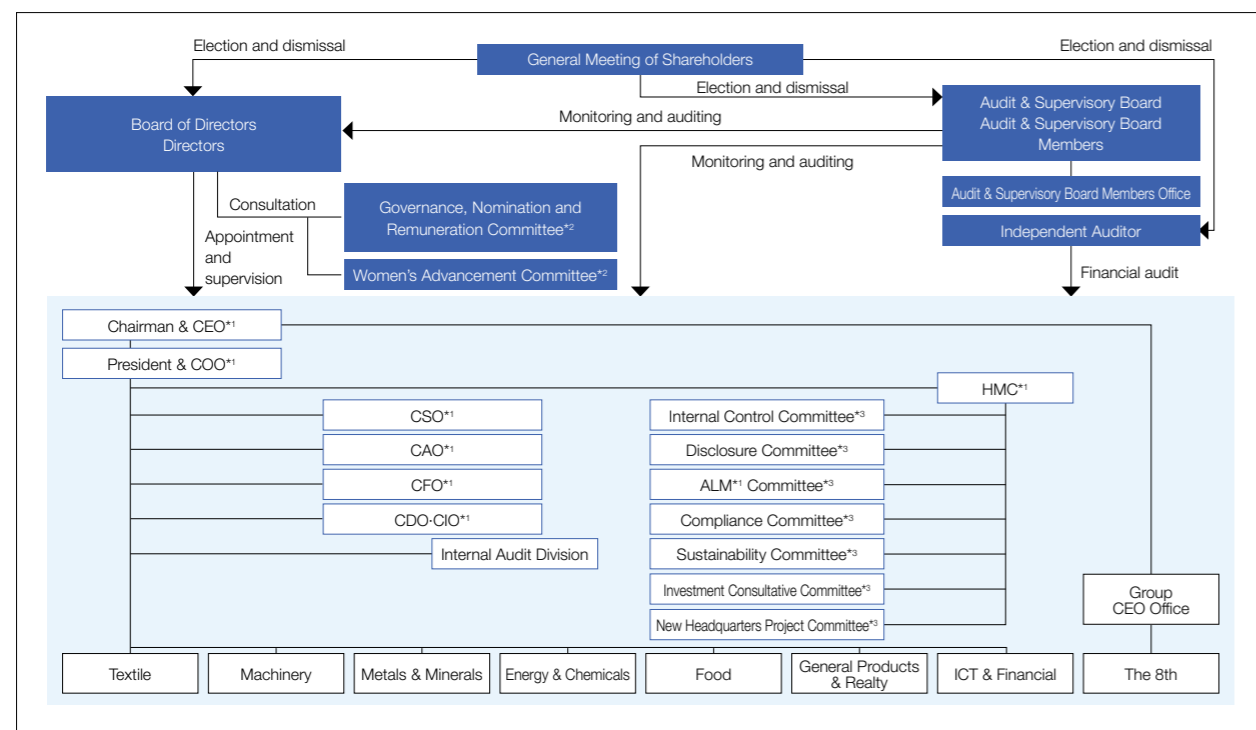 Election and dismissal
General Meeting of Shareholders
Election and dismissal
Election and dismissal
Board of Directors
Directors
Monitoring and auditing
Audit & Supervisory Board
Audit & Supervisory Board
Members
Monitoring and auditing
Audit & Supervisory Board Members Office
Consultation
Governance, Nomination and
Remuneration Committee*2
Independent Auditor
Appointment
and
supervision
Women's Advancement Committee*2
Financial audit
Chairman & CEO*1
President & COO*1
HMC*1
CSO*1
Internal Control Committee*3
CAO*1
Disclosure Committee*3
CFO*1
ALM*1 Committee*3
CDO·CIO*1
Compliance Committee*3
Internal Audit Division
Sustainability Committee*3
Investment Consultative Committee*3
New Headquarters Project Committee*3
Group
CEO Office
Textile
Machinery
Metals & Minerals
Energy & Chemicals
Food
General Products
& Realty
ICT & Financial
The 8th